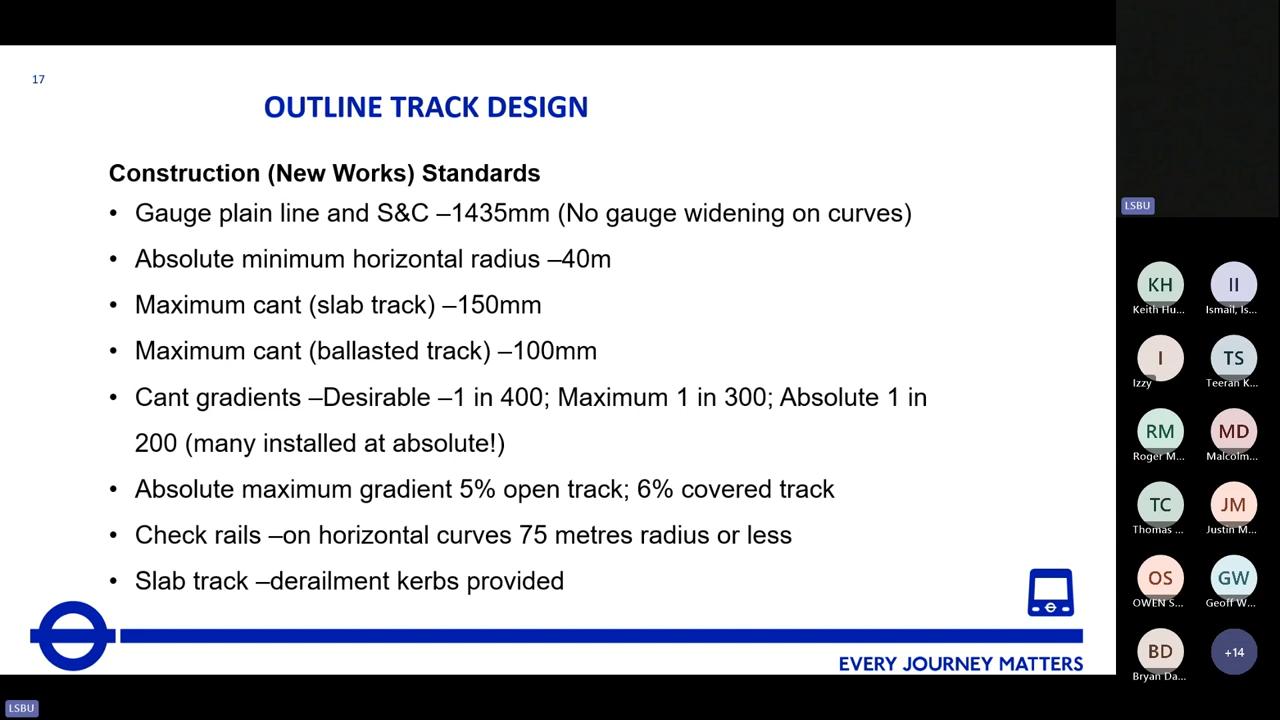 17
OUTLINE TRACK DESIGN
Construction (New Works) Standards
• Gauge plain line and S&C –1435mm (No gauge widening on curves)
• Absolute minimum horizontal radius –40m
• Maximum cant (slab track) –150mm
• Maximum cant (ballasted track) –100mm
• Cant gradients –Desirable –1 in 400; Maximum 1 in 300; Absolute 1 in
200 (many installed at absolute!)
• Absolute maximum gradient 5% open track; 6% covered track
• Check rails –on horizontal curves 75 metres radius or less
• Slab track –derailment kerbs provided
EVERY JOURNEY MATTERS
LSBU
LSBU
KH
Keith Hu...
II
Ismail, Is...
I
Izzy
TS
Teeran K...
RM
Roger M...
MD
Malcolm...
TC
Thomas ...
JM
Justin M...
OS
OWEN S...
GW
Geoff W...
BD
Bryan Da...
+14